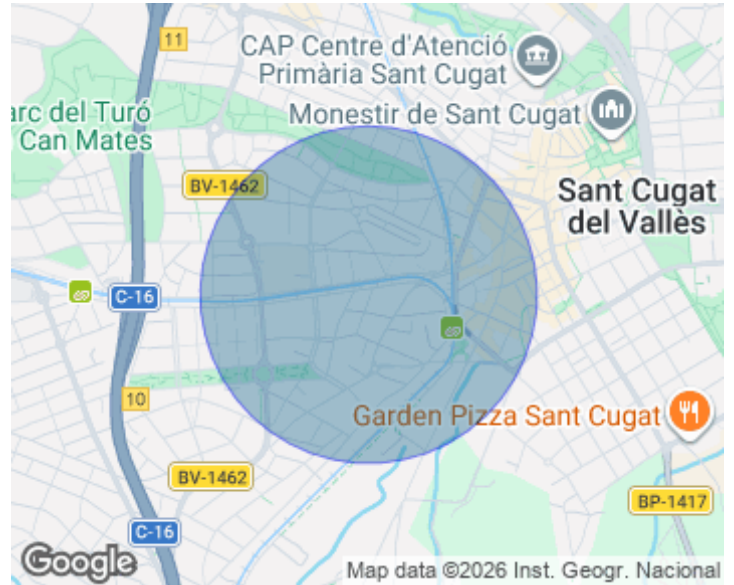 11
CAP Centre d'Atenció
Primària Sant Cugat
arc del Turó
Can Mates
Monestir de Sant Cugat
BV-1462
Sant Cugat
del Vallès
C-16
10
Garden Pizza Sant Cugat
BV-1462
BP-1417
C-16
Google
Map data ©2026 Inst. Geogr. Nacional